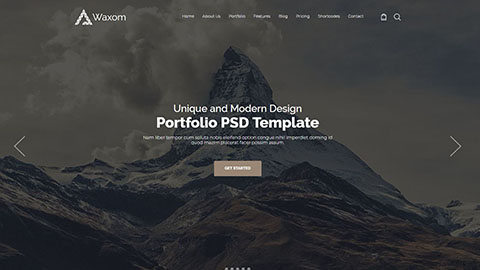 Waxom
Home About Us Portfolio Features Blog Pricing Shortcodes Contact
Unique and Modern Design
Portfolio PSD Template
Nam liber tempor cum soluta nobis eleifend option congue nihil imperdiet doming id
quod mazim placerat facer possim assum.
GET STARTED